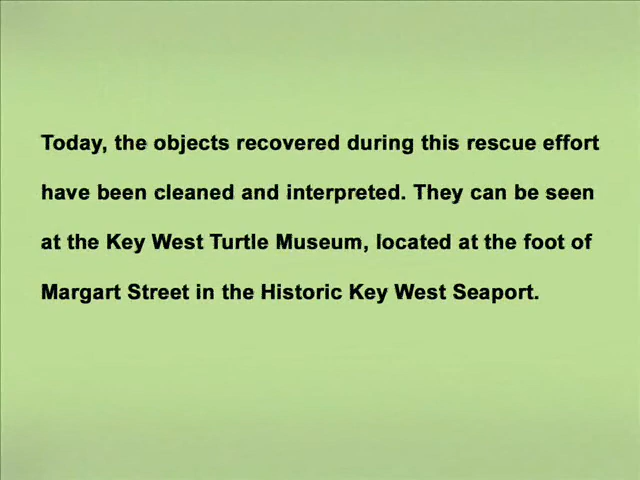 Today, the objects recovered during this rescue effort
have been cleaned and interpreted. They can be seen
at the Key West Turtle Museum, located at the foot of
Margart Street in the Historic Key West Seaport.